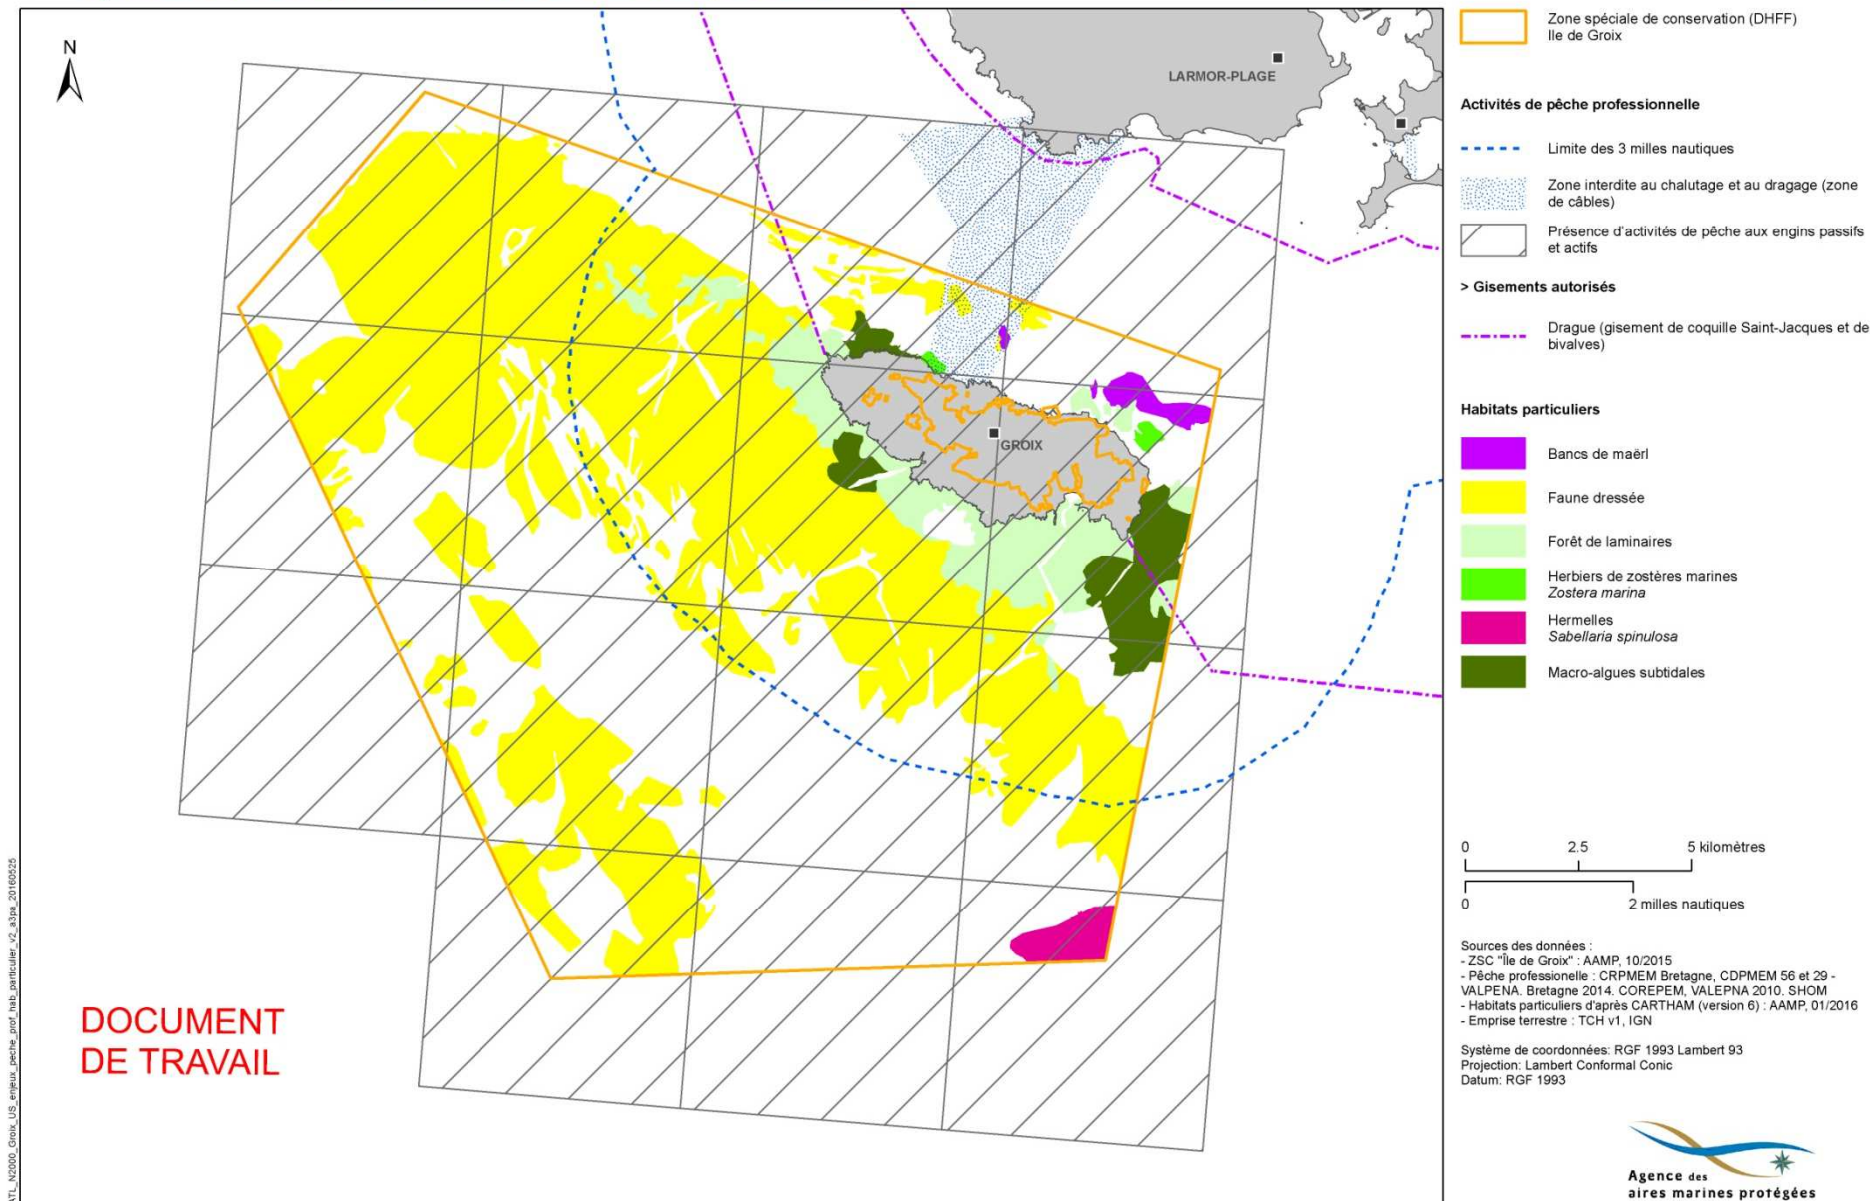 N
LARMOR-PLAGE
GROIX
DOCUMENT
DE TRAVAIL
ATL_N2000_Groix_US_enjeux_peche_prof_hab_particulier_v2_a3pa_20160525
Zone spéciale de conservation (DHFF)
Ile de Groix
Activités de pêche professionnelle
Limite des 3 milles nautiques
Zone interdite au chalutage et au dragage (zone
de câbles)
Présence d'activités de pêche aux engins passifs
et actifs
> Gisements autorisés
Drague (gisement de coquille Saint-Jacques et de
bivalves)
Habitats particuliers
Bancs de maërl
Faune dressée
Forêt de laminaires
Herbiers de zostères marines
Zostera marina
Hermelles
Sabellaria spinulosa
Macro-algues subtidales
0 2.5 5 kilomètres
0 2 milles nautiques
Sources des données :
- ZSC "Île de Groix" : AAMP, 10/2015
- Pêche professionelle : CRPMEM Bretagne, CDPMEM 56 et 29 -
VALPENA. Bretagne 2014. COREPEM, VALEPNA 2010. SHOM
- Habitats particuliers d'après CARTHAM (version 6) : AAMP, 01/2016
- Emprise terrestre : TCH v1, IGN
Système de coordonnées: RGF 1993 Lambert 93
Projection: Lambert Conformal Conic
Datum: RGF 1993
Agence des
aires marines protégées